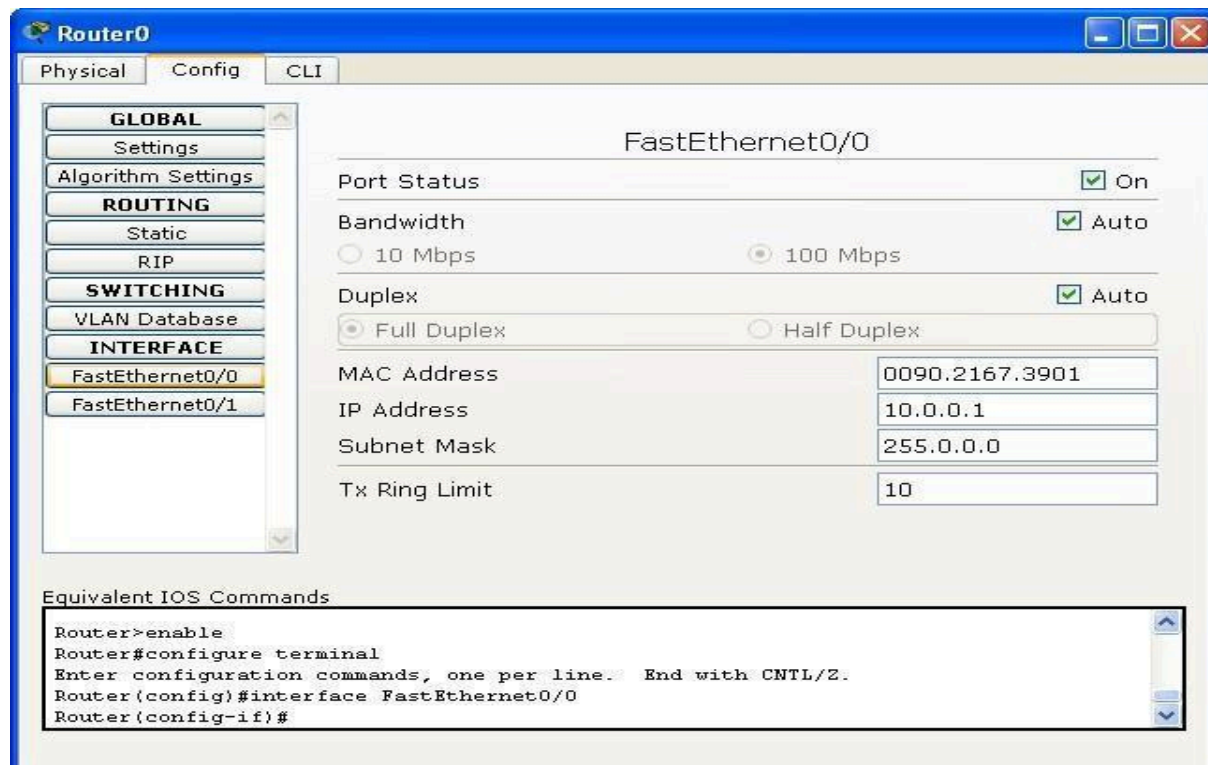 Router0
Physical Config CLI
GLOBAL
Settings
Algorithm Settings
ROUTING
Static
RIP
SWITCHING
VLAN Database
INTERFACE
FastEthernet0/0
FastEthernet0/1
FastEthernet0/0
Port Status On
Bandwidth Auto
10 Mbps 100 Mbps
Duplex Auto
Full Duplex Half Duplex
MAC Address 0090.2167.3901
IP Address 10.0.0.1
Subnet Mask 255.0.0.0
Tx Ring Limit 10
Equivalent IOS Commands
Router>enable
Router#configure terminal
Enter configuration commands, one per line. End with CNTL/Z.
Router(config)#interface FastEthernet0/0
Router(config-if)#